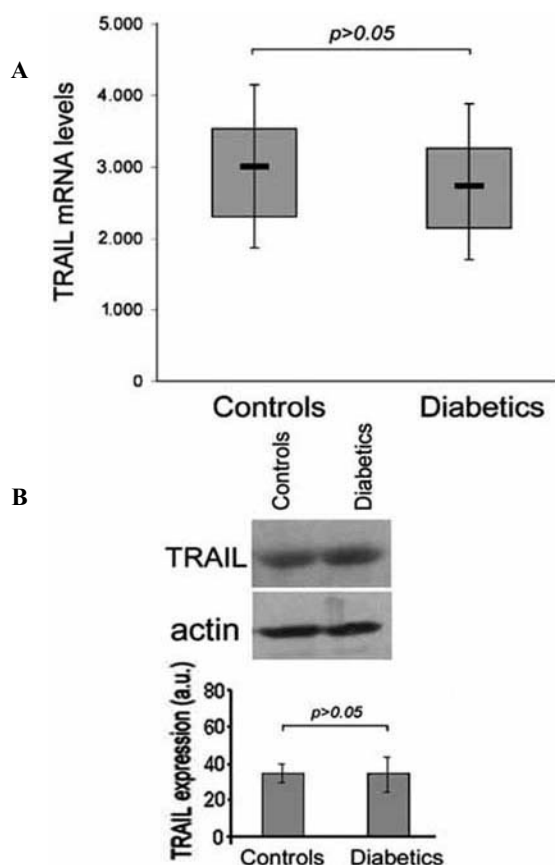 A
TRAIL mRNA levels
5.000
p>0.05
4.000
3.000
2.000
1.000
0
Controls Diabetics
B
Controls Diabetics
TRAIL
actin
TRAIL expression (a.u.)
80
p>0.05
60
40
20
0
Controls Diabetics